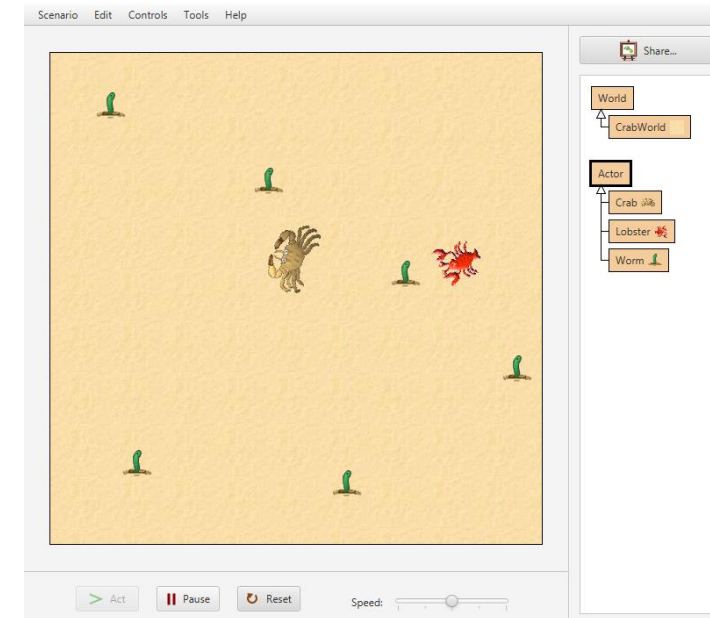 Scenario Edit Controls Tools Help
Share...
World
CrabWorld
Actor
Crab
Lobster
Worm
Act Pause Reset Speed: